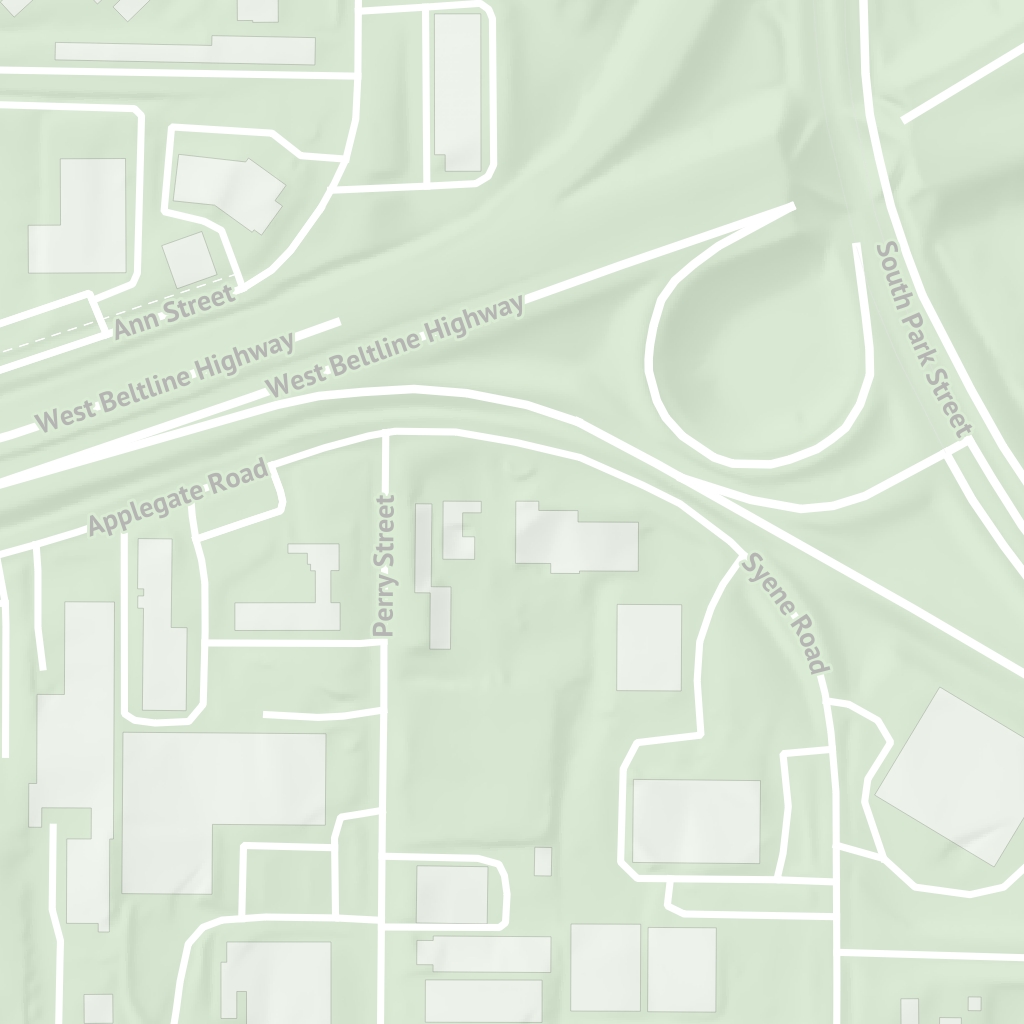 South Park Street
Ann Street
West Beltline Highway
West Beltline Highway
Applegate Road
Perry Street
Syene Road